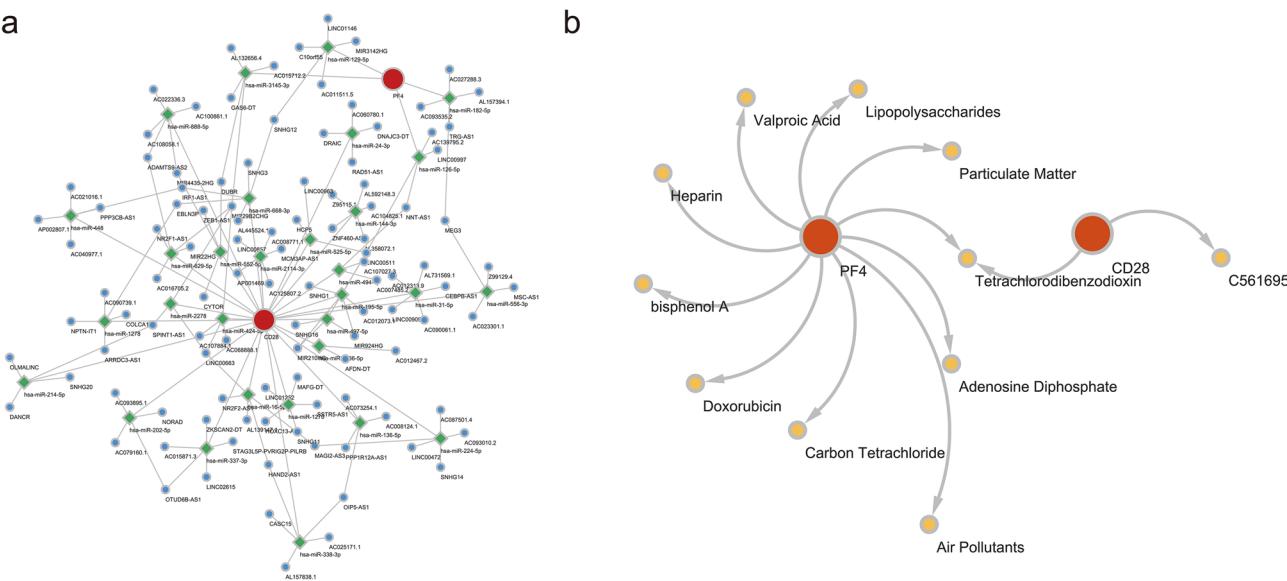 a
b
LINC01146
C10orf55
MIR3142HG
hsa-miR-129-5p
AL132656.4
AC015712.2
hsa-miR-3145-3p
GAS6-DT
AC011511.5
PF4
AC027288.3
AL157394.1
hsa-miR-182-5p
AC093535.2
TRG-AS1
AC022336.3
AC100861.1
hsa-miR-888-5p
AC108058.1
ADAMTS9-AS2
SNHG12
AC060780.1
DRAIC
DNAJC3-DT
hsa-miR-24-3p
RAD51-AS1
AC139795.2
LINC00997
hsa-miR-126-5p
SNHG3
DUBR
IRF1-AS1
EBLN3P
ZEB1-AS1
hsa-miR-668-3p
LINC00963
AL592148.3
Z95115.1
AC104825.1
hsa-miR-144-3p
NNT-AS1
MEG3
AC021016.1
PPP3CB-AS1
AP002807.1
hsa-miR-448
AC040977.1
NR2F1-AS1
MIR22HG
hsa-miR-629-5p
hsa-miR-552-5p
AL445524.1
AC008771.1
hsa-miR-2114-3p
MCM3AP-AS1
AP001469.3
AC125807.2
HCP5
hsa-miR-525-5p
LINC00511
AC107027.3
hsa-miR-494
AL731569.1
hsa-miR-31-5p
CEBPB-AS1
Z99129.4
MSC-AS1
hsa-miR-556-3p
AC023301.1
AC016705.2
CYTOR
hsa-miR-2278
AC090739.1
NPTN-IT1
COLCA1
hsa-miR-1278
SPINT1-AS1
ARRDC3-AS1
AC107884.1
AC068888.1
LINC00663
CD28
SNHG1
hsa-miR-195-5p
AC090061.1
AC012073.1
SNHG16
hsa-miR-497-5p
MIR924HG
AC012467.2
AFDN-DT
OLMALINC
hsa-miR-214-5p
SNHG20
DANCR
AC093895.1
NORAD
hsa-miR-202-5p
AC079160.1
ZKSCAN2-DT
AC015871.3
hsa-miR-337-3p
STAG3L5P-PVRIG2P-PILRB
LINC02615
OTUD6B-AS1
MAFG-DT
SSTR5-AS1
SNHG11
HAND2-AS1
AC073254.1
AC008124.1
hsa-miR-136-5p
MAGI2-AS3
PPP1R12A-AS1
AC087501.4
AC093010.2
hsa-miR-224-5p
LINC00472
SNHG14
OIP5-AS1
CASC15
AC025171.1
hsa-miR-338-3p
AL157838.1
Valproic Acid
Lipopolysaccharides
Particulate Matter
Heparin
PF4
CD28
C561695
Tetrachlorodibenzodioxin
bisphenol A
Adenosine Diphosphate
Doxorubicin
Carbon Tetrachloride
Air Pollutants